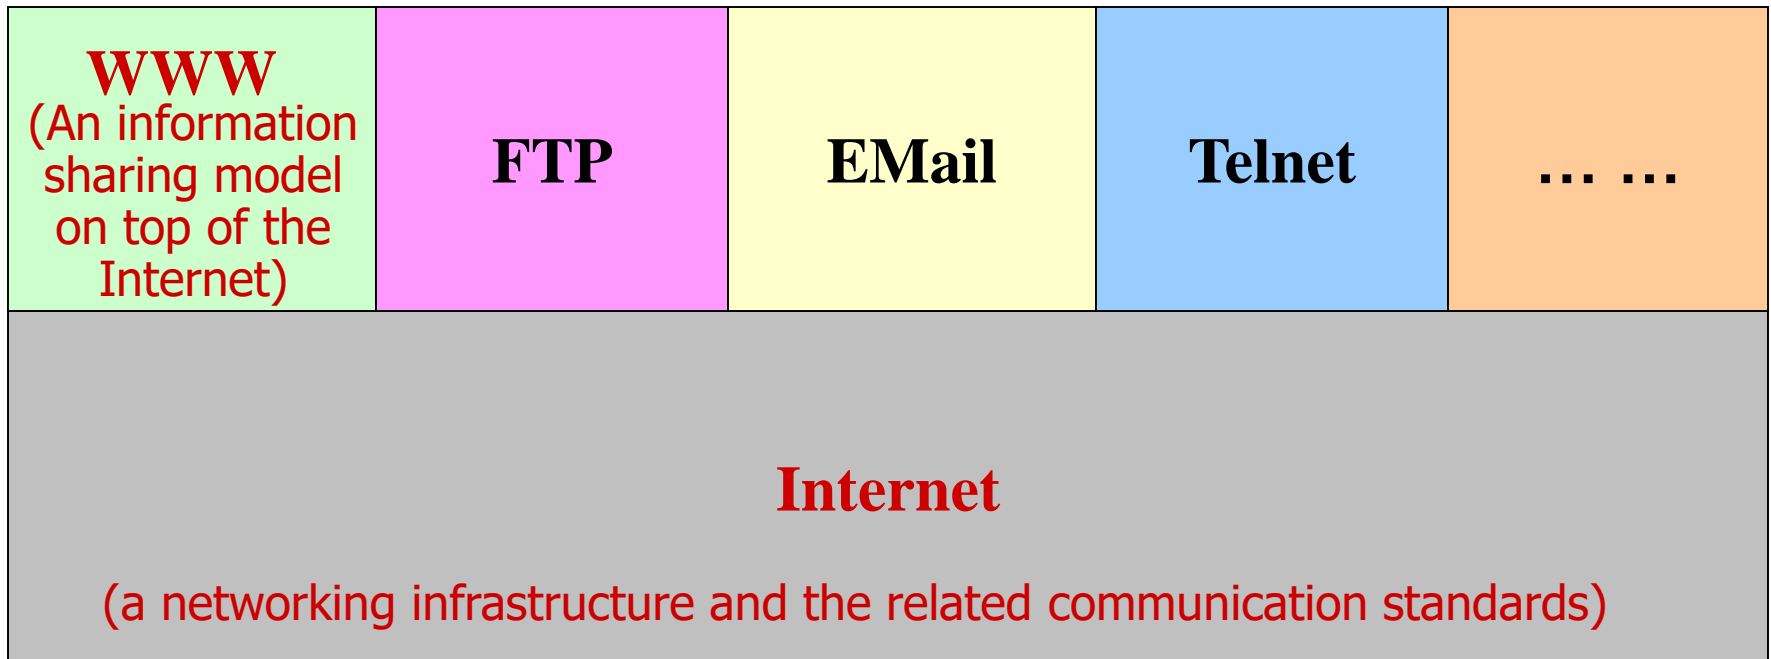 WWW
(An information
sharing model
on top of the
Internet)
FTP
EMail
Telnet
… …
Internet
(a networking infrastructure and the related communication standards)